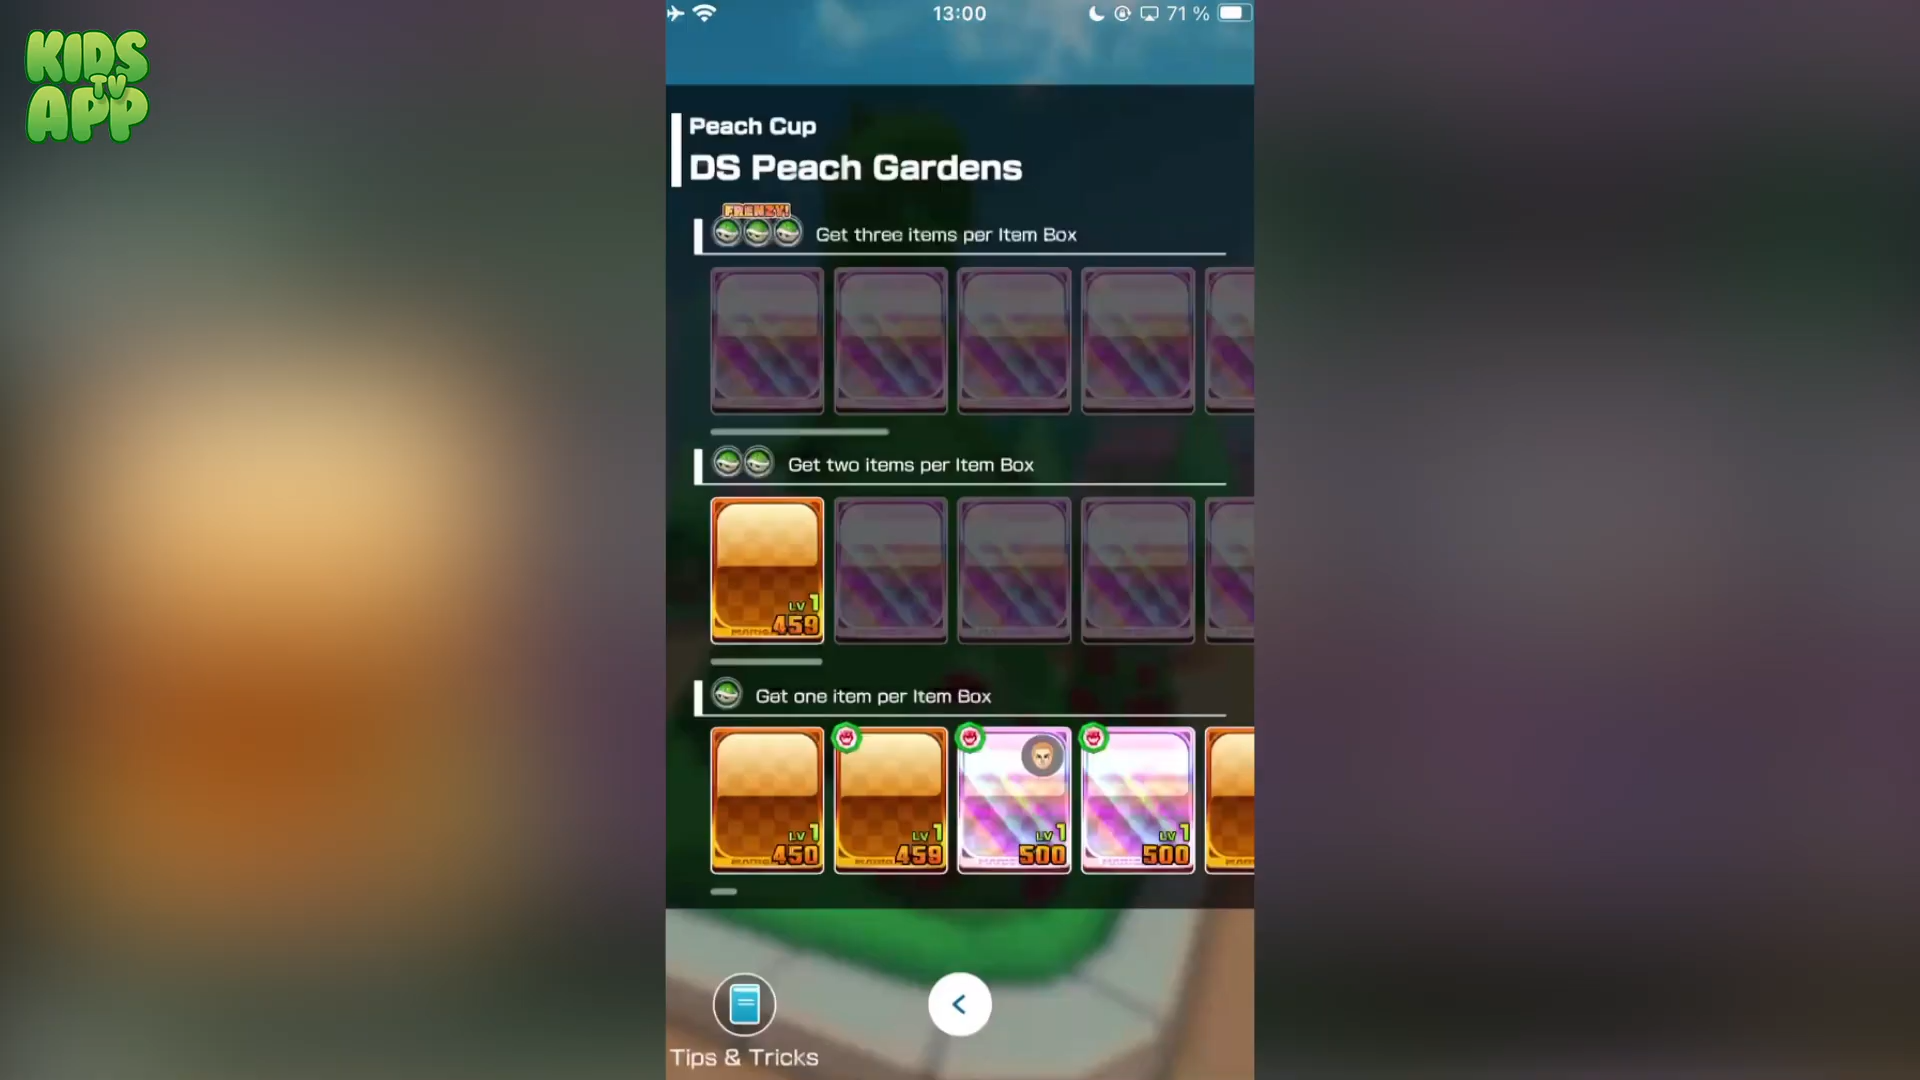 KIDS
TV
APP
13:00
71 %
Peach Cup
DS Peach Gardens
FRENZY!
Get three items per Item Box
Get two items per Item Box
LV 1
459
Get one item per Item Box
LV 1 LV 1 LV 1 LV 1
450 459 500 500
Tips & Tricks